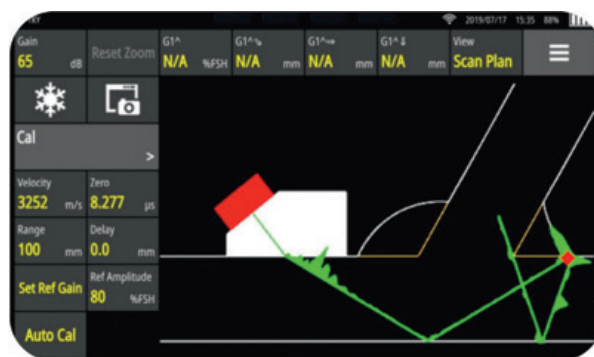 2019/07/17 15:35 88%
Gain
65 dB
Reset Zoom
G1^
N/A %FSH
G1^⬂
N/A mm
G1^⇒
N/A mm
G1^⇩
N/A mm
View
Scan Plan
Cal
>
Velocity
3252 m/s
Zero
8.277 µs
Range
100 mm
Delay
0.0 mm
Set Ref Gain
Ref Amplitude
80 %FSH
Auto Cal